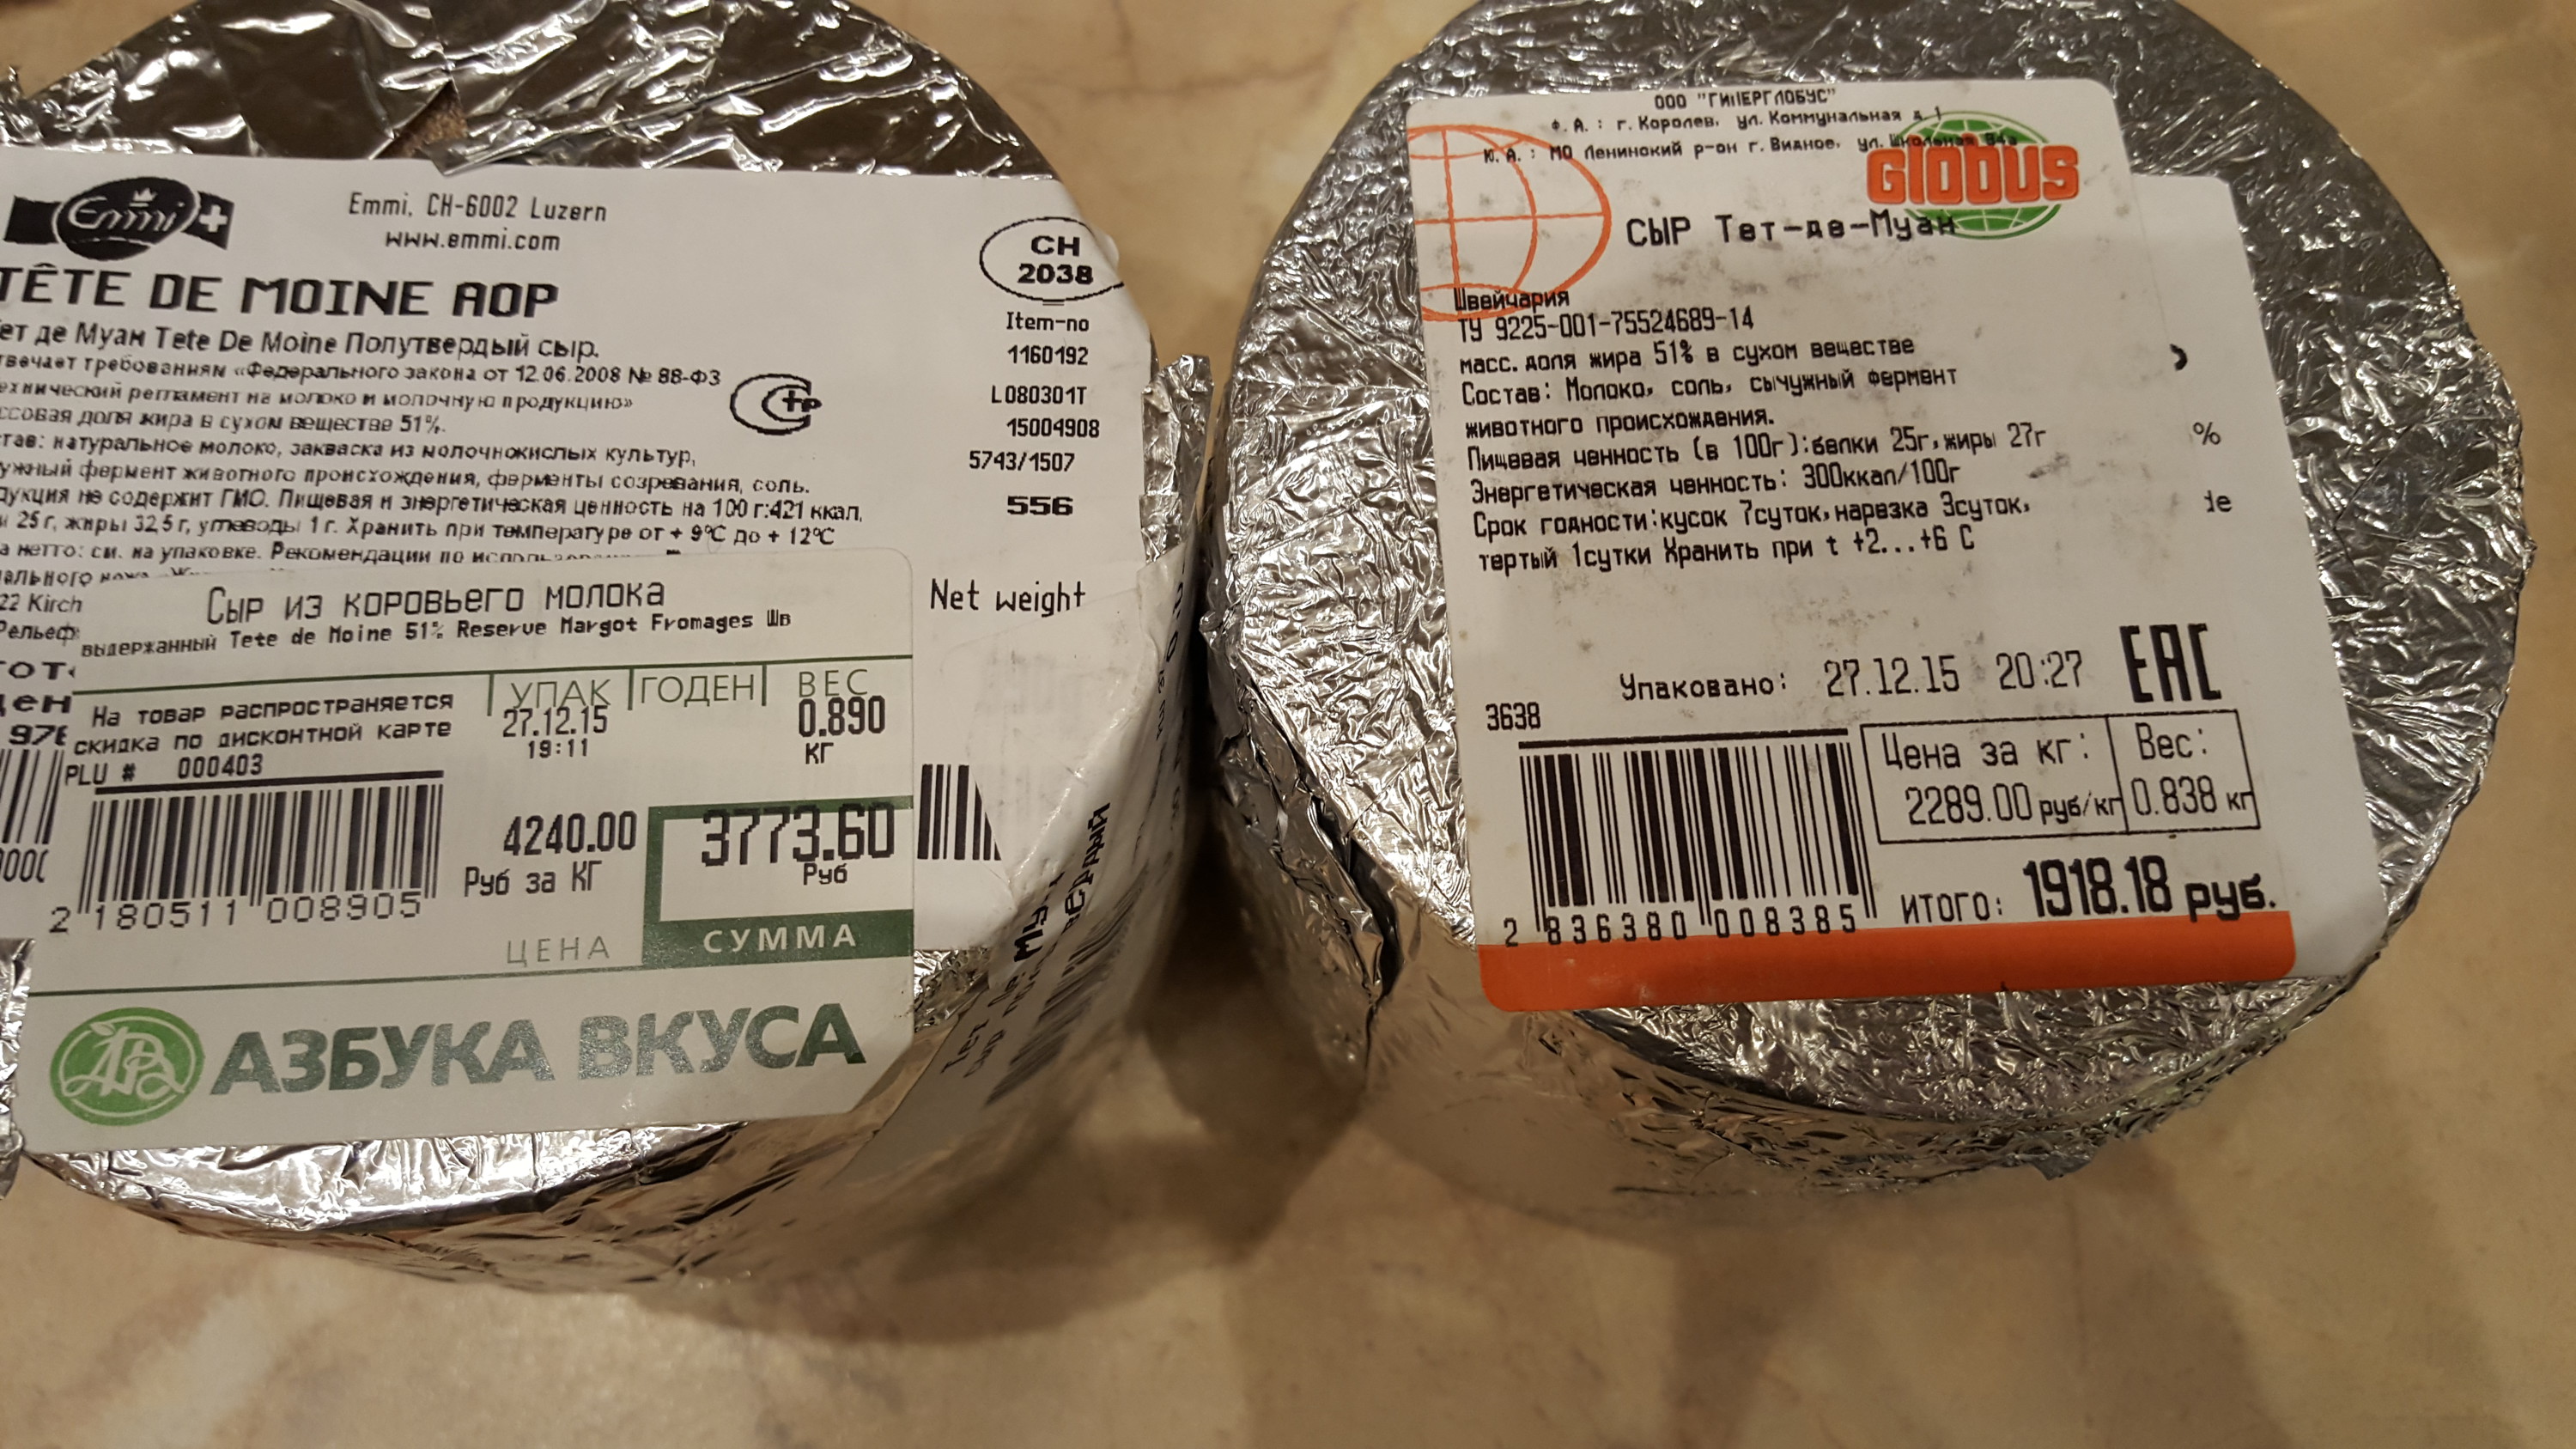 Emmi
Emmi, CH-6002 Luzern
www.emmi.com
CH
2038
TÊTE DE MOINE AOP
ет де Муан Tete De Moine Полутвердый сыр.
твечает требованиям «Федерального закона от 12.06.2008 № 88-ФЗ
ехнический регламент на молоко и молочную продукцию»
ссовая доля жира в сухом веществе 51%.
тав: натуральное молоко, закваска из молочнокислых культур,
ужный фермент животного происхождения, ферменты созревания, соль.
дукция не содержит ГМО. Пищевая и энергетическая ценность на 100 г:421 ккал,
и 25 г, жиры 32,5 г, углеводы 1 г. Хранить при температуре от + 9°C до + 12°C
а нетто: см. на упаковке. Рекомендации по
22 Kirch
Рельеф
Item-no
1160192
L080301T
15004908
5743/1507
556
Net weight
Сыр из коровьего молока
выдержанный Tete de Moine 51% Reserve Margot Fromages Шв
На товар распространяется
скидка по дисконтной карте
PLU # 000403
УПАК
27.12.15
19:11
ГОДЕН
ВЕС
0.890
КГ
2 180511 008905
4240.00
Руб за КГ
ЦЕНА
3773.60
Руб
СУММА
АЗБУКА ВКУСА
ООО "ГИПЕРГЛОБУС"
Ф. А. : г. Королев, ул. Коммунальная д. 1
Ю. А. : МО Ленинский р-он г. Видное, ул. Школьная 94а
GLOBUS
СЫР Тет-де-Муан
Швейчария
ТУ 9225-001-75524689-14
масс. доля жира 51% в сухом веществе
Состав: Молоко, соль, сычужный фермент
животного происхождения.
Пищевая ченность (в 100г):белки 25г,жиры 27г
Энергетическая ченность: 300ккал/100г
Срок годности:кусок 7суток,нарезка 3суток,
тертый 1сутки Хранить при t +2...+6 С
%
de
Упаковано: 27.12.15 20:27
EAC
3638
Цена за кг:
2289.00 руб/кг
Вес:
0.838 кг
2 836380 008385
ИТОГО: 1918.18 руб.